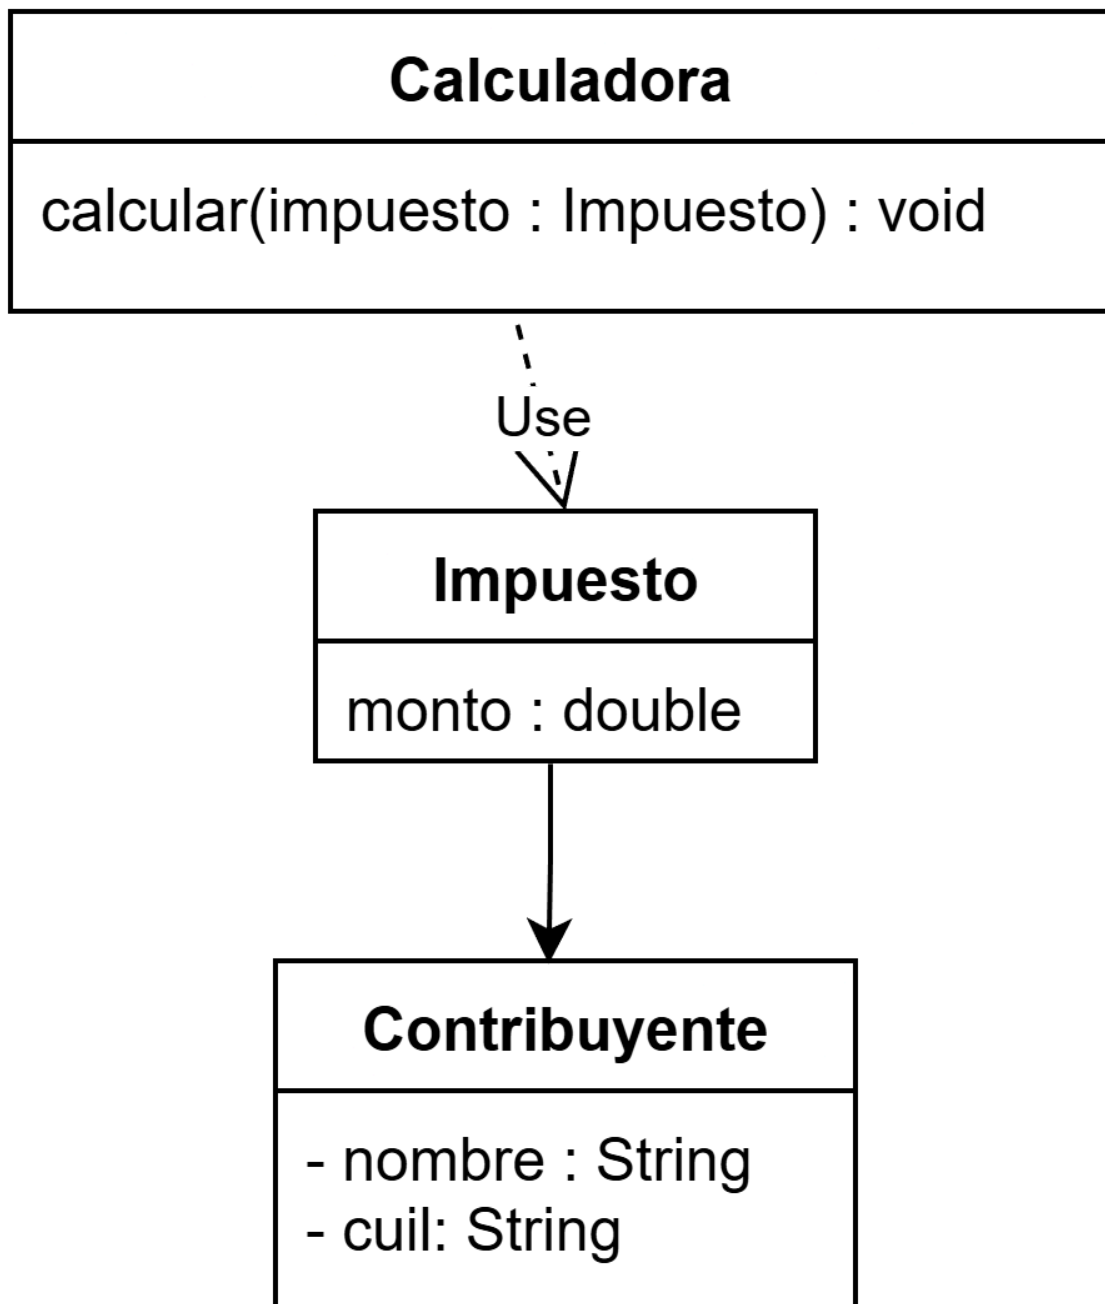 Calculadora
calcular(impuesto : Impuesto) : void
Use
Impuesto
monto : double
Contribuyente
- nombre : String
- cuil: String